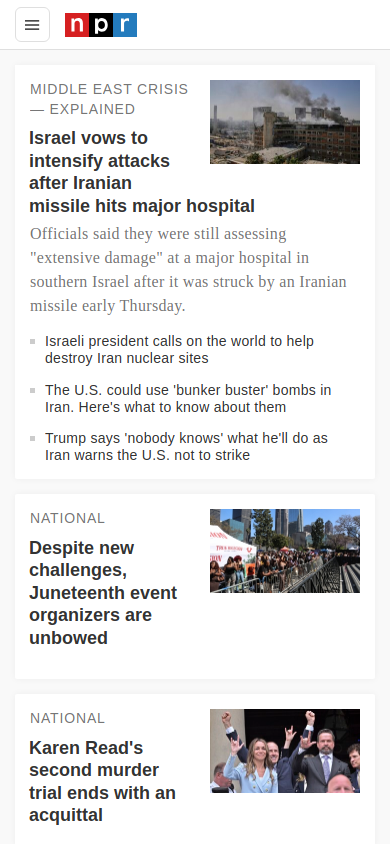 npr
MIDDLE EAST CRISIS
— EXPLAINED
Israel vows to
intensify attacks
after Iranian
missile hits major hospital
Officials said they were still assessing
"extensive damage" at a major hospital in
southern Israel after it was struck by an Iranian
missile early Thursday.
Israeli president calls on the world to help
destroy Iran nuclear sites
The U.S. could use 'bunker buster' bombs in
Iran. Here's what to know about them
Trump says 'nobody knows' what he'll do as
Iran warns the U.S. not to strike
NATIONAL
Despite new
challenges,
Juneteenth event
organizers are
unbowed
NATIONAL
Karen Read's
second murder
trial ends with an
acquittal